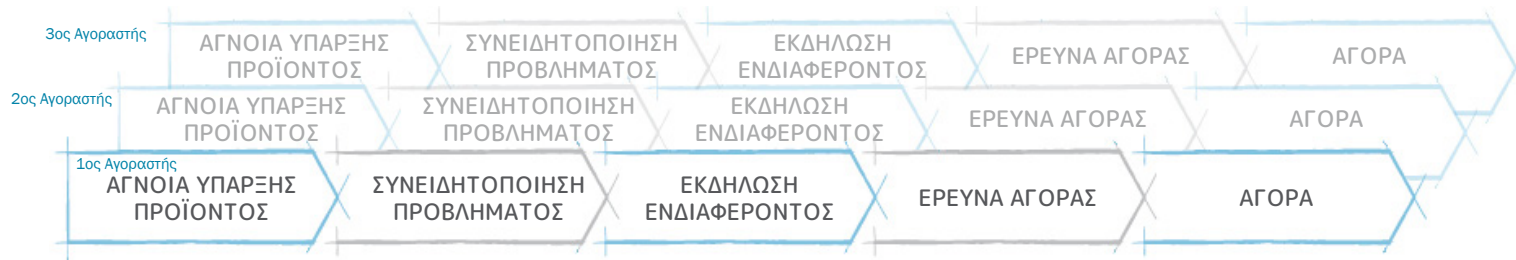 3ος Αγοραστής
ΑΓΝΟΙΑ ΥΠΑΡΞΗΣ
ΠΡΟΪΟΝΤΟΣ
ΣΥΝΕΙΔΗΤΟΠΟΙΗΣΗ
ΠΡΟΒΛΗΜΑΤΟΣ
ΕΚΔΗΛΩΣΗ
ΕΝΔΙΑΦΕΡΟΝΤΟΣ
ΕΡΕΥΝΑ ΑΓΟΡΑΣ
ΑΓΟΡΑ
2ος Αγοραστής
ΑΓΝΟΙΑ ΥΠΑΡΞΗΣ
ΠΡΟΪΟΝΤΟΣ
ΣΥΝΕΙΔΗΤΟΠΟΙΗΣΗ
ΠΡΟΒΛΗΜΑΤΟΣ
ΕΚΔΗΛΩΣΗ
ΕΝΔΙΑΦΕΡΟΝΤΟΣ
ΕΡΕΥΝΑ ΑΓΟΡΑΣ
ΑΓΟΡΑ
1ος Αγοραστής
ΑΓΝΟΙΑ ΥΠΑΡΞΗΣ
ΠΡΟΪΟΝΤΟΣ
ΣΥΝΕΙΔΗΤΟΠΟΙΗΣΗ
ΠΡΟΒΛΗΜΑΤΟΣ
ΕΚΔΗΛΩΣΗ
ΕΝΔΙΑΦΕΡΟΝΤΟΣ
ΕΡΕΥΝΑ ΑΓΟΡΑΣ
ΑΓΟΡΑ